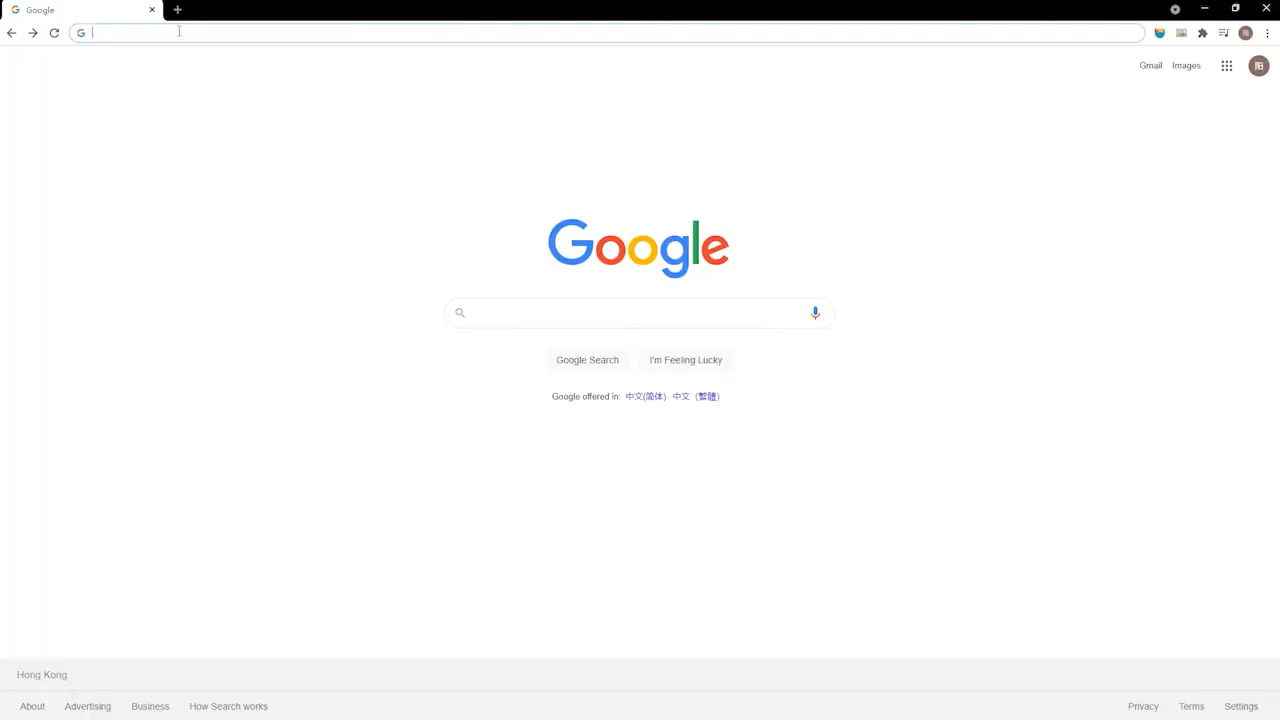 Google
Gmail Images
阳
Google
Google Search I'm Feeling Lucky
Google offered in: 中文(简体) 中文 (繁體)
Hong Kong
About Advertising Business How Search works Privacy Terms Settings